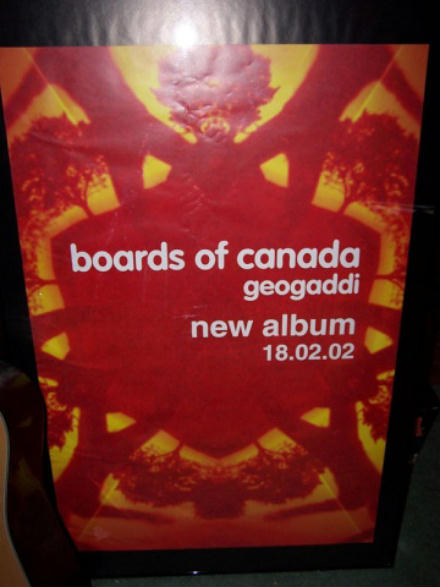 boards of canada
geogaddi
new album
18.02.02